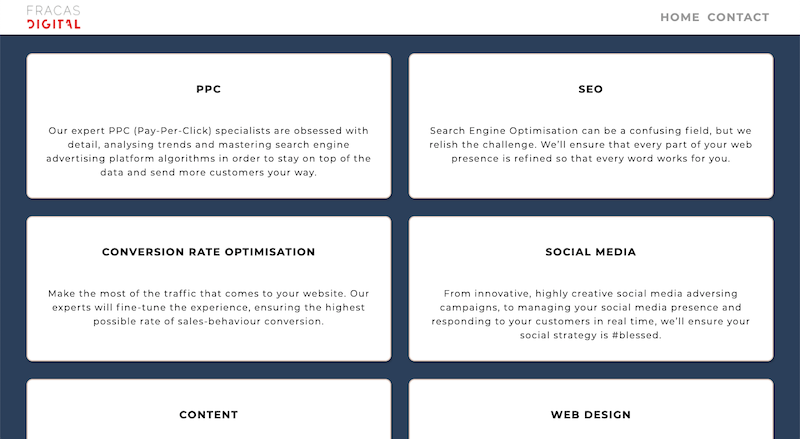 FRACAS
DIGITAL
HOME CONTACT
PPC
Our expert PPC (Pay-Per-Click) specialists are obsessed with
detail, analysing trends and mastering search engine
advertising platform algorithms in order to stay on top of the
data and send more customers your way.
SEO
Search Engine Optimisation can be a confusing field, but we
relish the challenge. We'll ensure that every part of your web
presence is refined so that every word works for you.
CONVERSION RATE OPTIMISATION
Make the most of the traffic that comes to your website. Our
experts will fine-tune the experience, ensuring the highest
possible rate of sales-behaviour conversion.
SOCIAL MEDIA
From innovative, highly creative social media adversing
campaigns, to managing your social media presence and
responding to your customers in real time, we'll ensure your
social strategy is #blessed.
CONTENT
WEB DESIGN